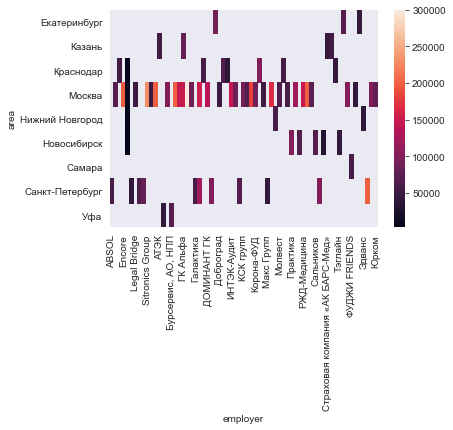 Екатеринбург
Казань
Краснодар
Москва
Нижний Новгород
Новосибирск
Самара
Санкт-Петербург
Уфа
area
ABSOL
Encore
Legal Bridge
Sitronics Group
АТЭК
Бурсервис, АО, НПП
ГК Альфа
Галактика
ДОМИНАНТ ГК
Доброград
ИНТЭК-Аудит
КСК групп
Корона-ФУД
Макс Групп
Молвест
Практика
РЖД-Медицина
Сальников
Страховая компания «АК БАРС-Мед»
Тэглайн
ФУДЖИ FRIENDS
Эдванс
Юрком
employer
300000
250000
200000
150000
100000
50000